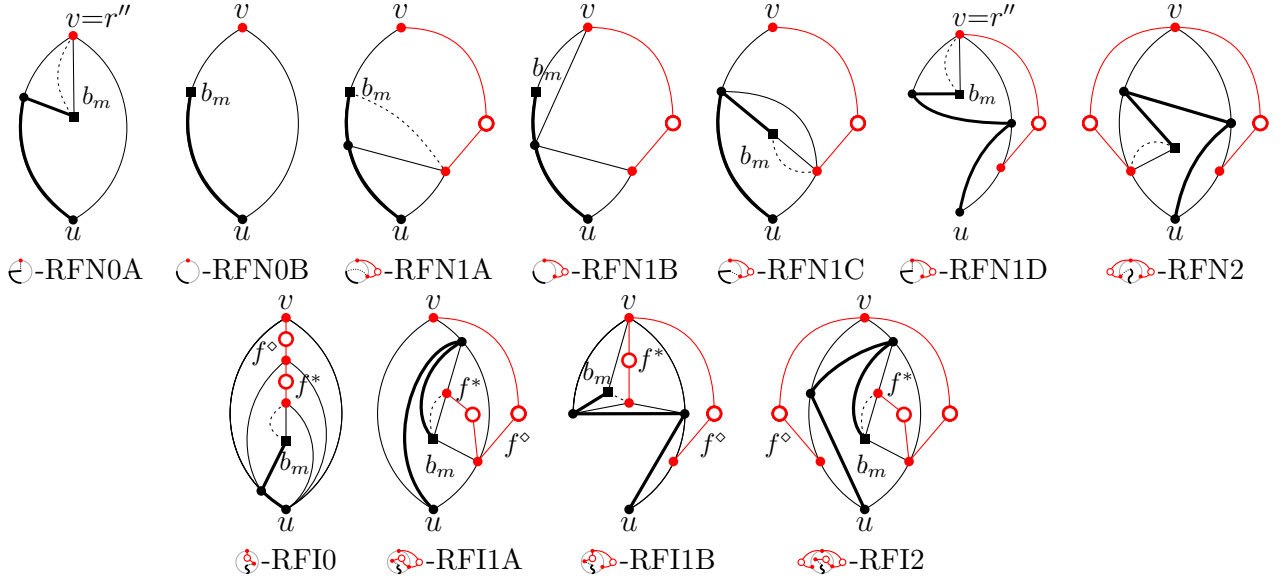 v=r″ v v v v v=r″ v
b_m b_m b_m b_m b_m b_m
u u u u u u u
-RFN0A -RFN0B -RFN1A -RFN1B -RFN1C -RFN1D -RFN2
v v v v
f◇ f* f* f* f*
b_m b_m b_m b_m
f◇ f◇ f◇
u u u u
-RFI0 -RFI1A -RFI1B -RFI2